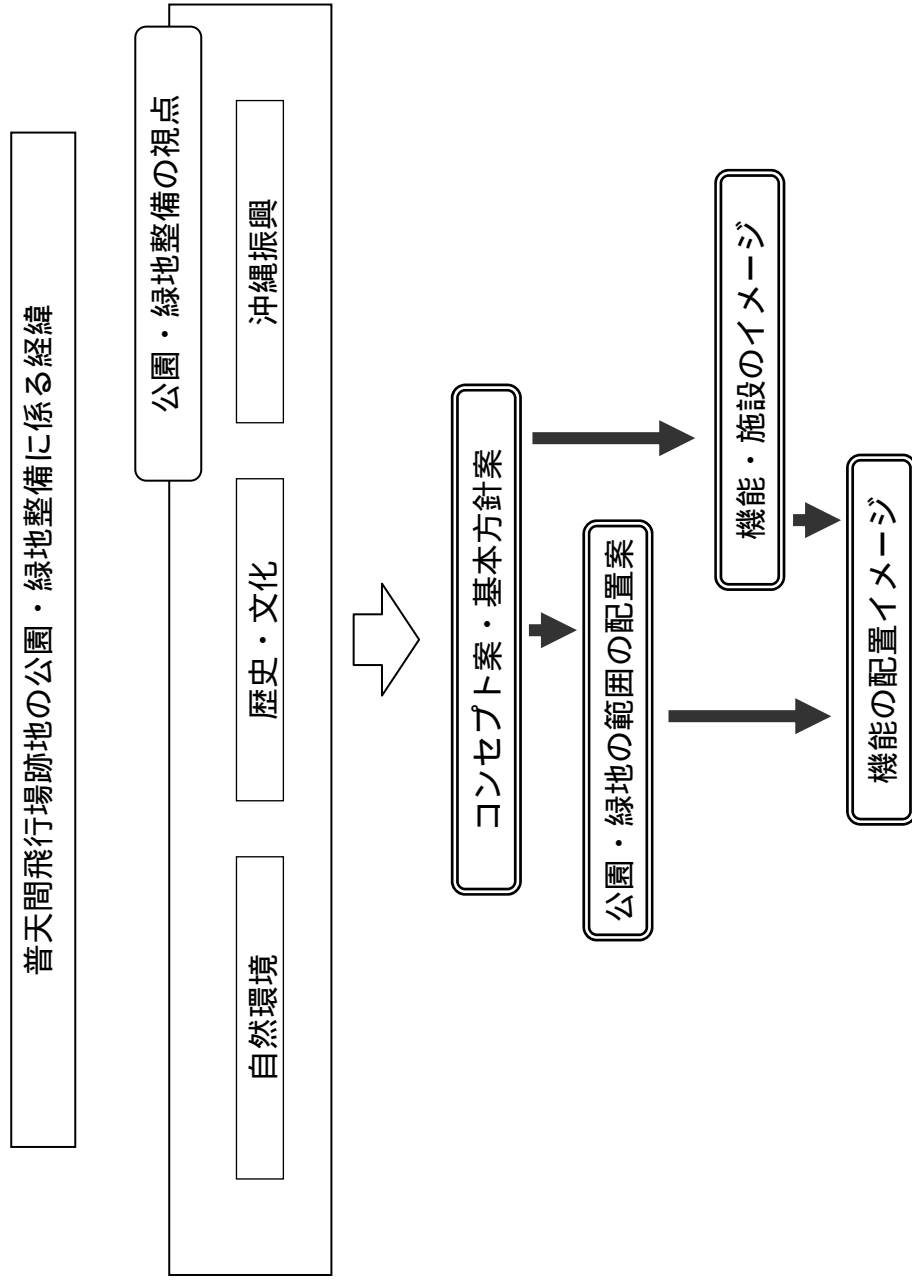 普天間飛行場跡地の公園・緑地整備に係る経緯
公園・緑地整備の視点
自然環境
歴史・文化
沖縄振興
コンセプト案・基本方針案
公園・緑地の範囲の配置案
機能・施設のイメージ
機能の配置イメージ